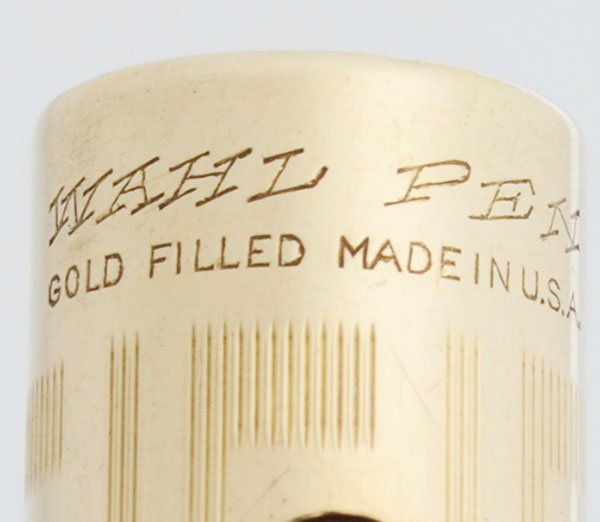 WAHL PEN
GOLD FILLED MADE IN U.S.A.